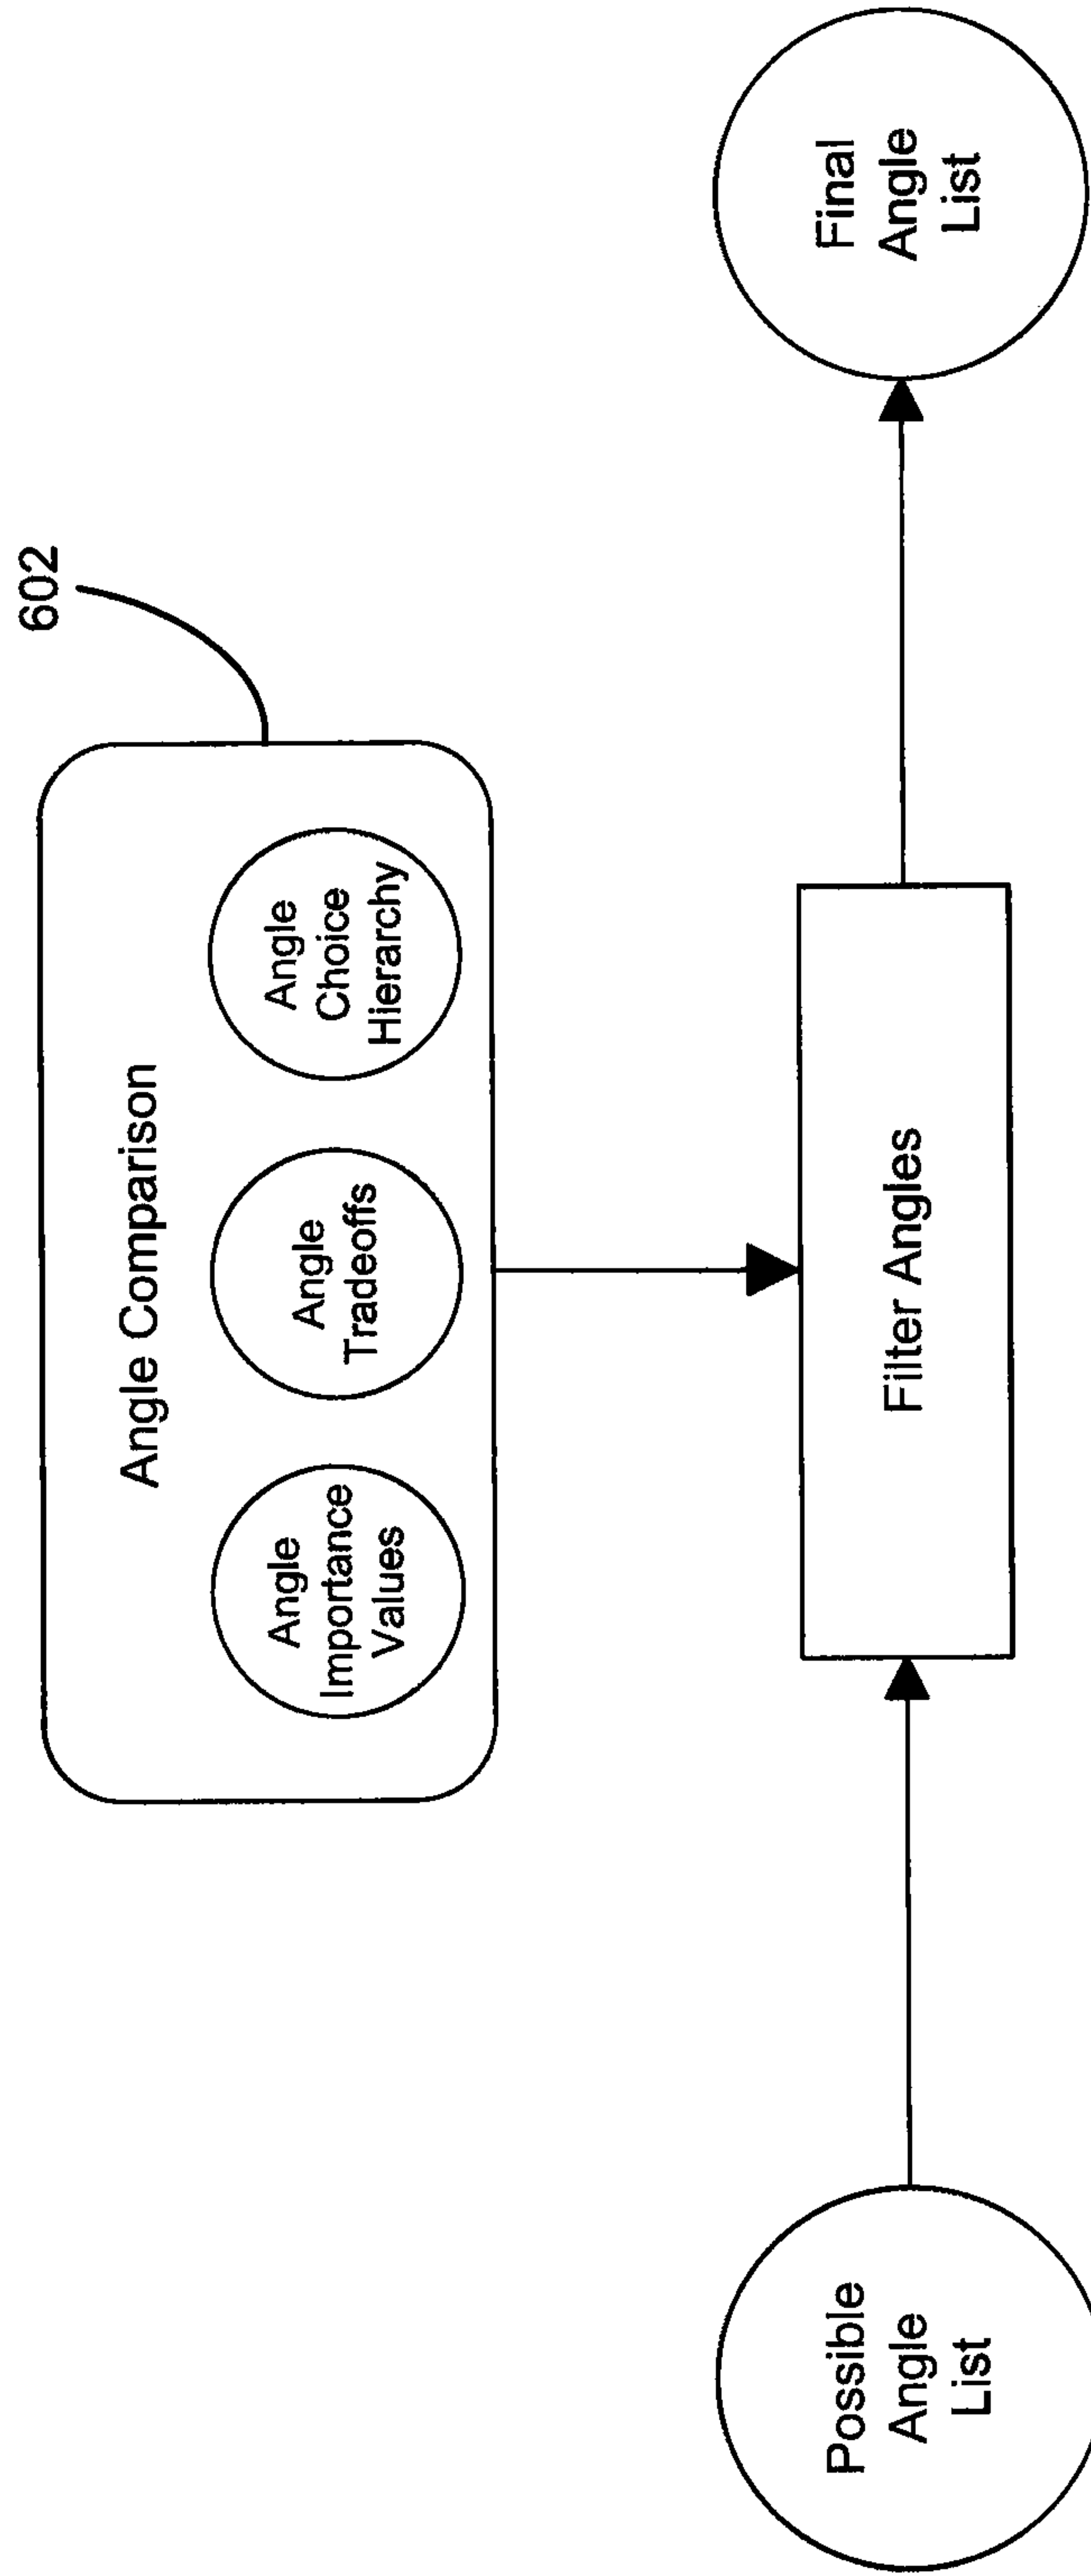 602
Angle Comparison
Angle
Importance
Values
Angle
Tradeoffs
Angle
Choice
Hierarchy
Possible
Angle
List
Filter Angles
Final
Angle
List